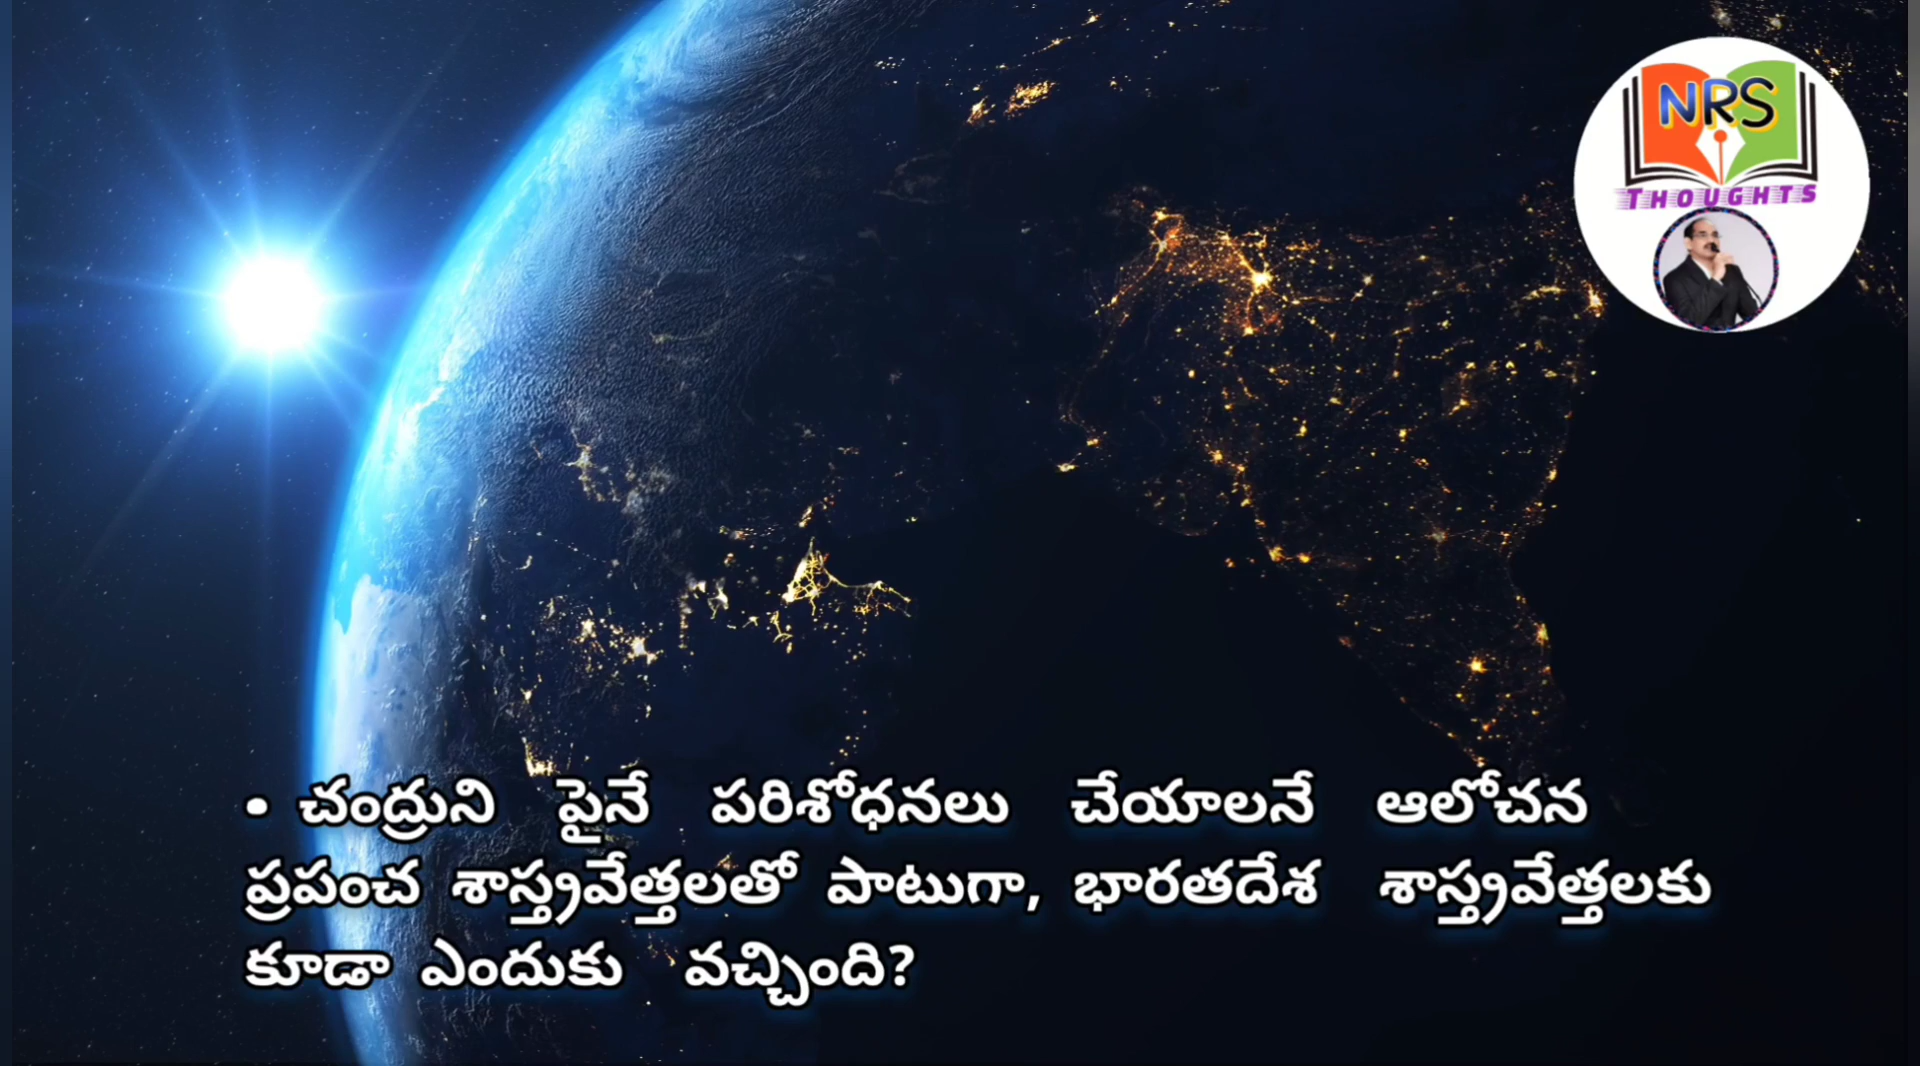 NRS
THOUGHTS
• చంద్రుని పైనే పరిశోధనలు చేయాలనే ఆలోచన
ప్రపంచ శాస్త్రవేత్తలతో పాటుగా, భారతదేశ శాస్త్రవేత్తలకు
కూడా ఎందుకు వచ్చింది?